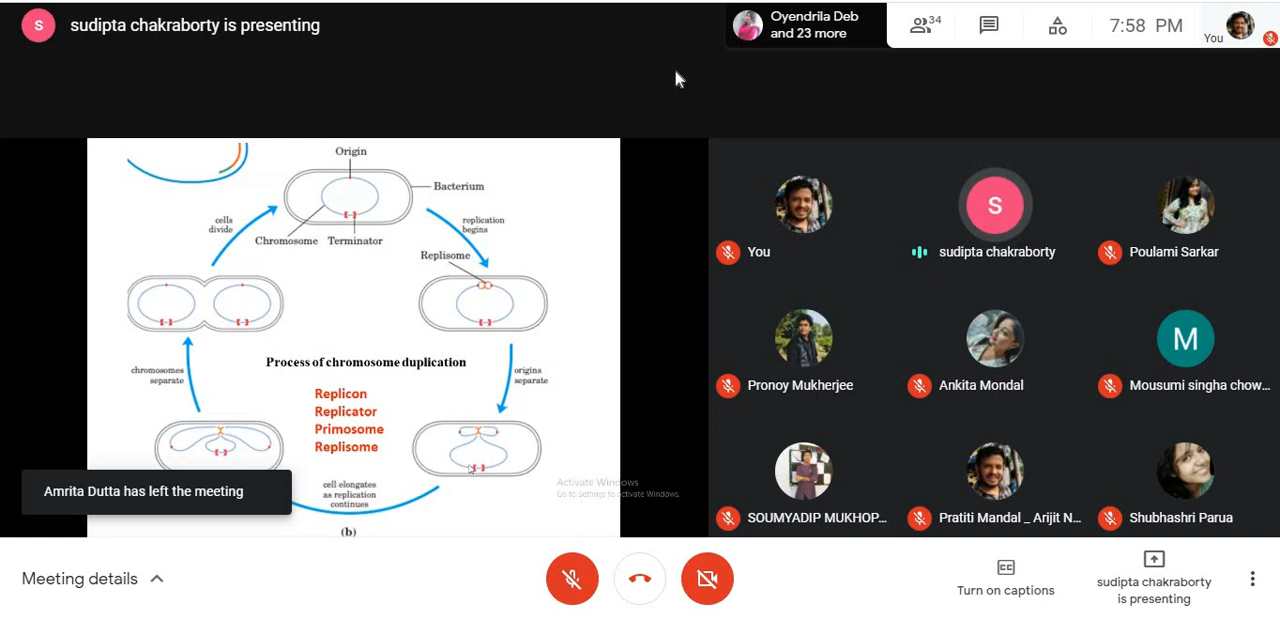 S
sudipta chakraborty is presenting
Oyendrila Deb
and 23 more
34
7:58 PM
You
Origin
Bacterium
cells
divide
replication
begins
Chromosome
Terminator
Replisome
Process of chromosome duplication
chromosomes
separate
origins
separate
Replicon
Replicator
Primosome
Replisome
cell elongates
as replication
continues
(b)
Activate Windows
Go to Settings to activate Windows.
Amrita Dutta has left the meeting
You
S
sudipta chakraborty
Poulami Sarkar
Pronoy Mukherjee
Ankita Mondal
M
Mousumi singha chow...
SOUMYADIP MUKHOP...
Pratiti Mandal _ Arijit N...
Shubhashri Parua
Meeting details
CC
Turn on captions
sudipta chakraborty
is presenting